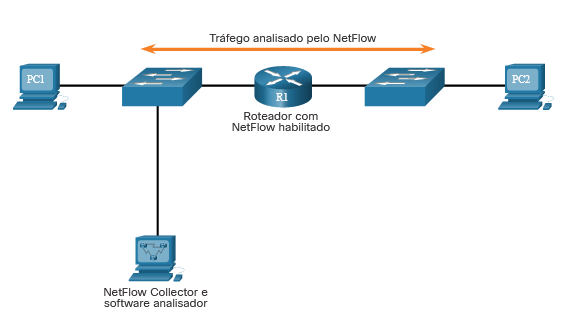 Tráfego analisado pelo NetFlow
PC1
R1
PC2
Roteador com
NetFlow habilitado
NetFlow Collector e
software analisador